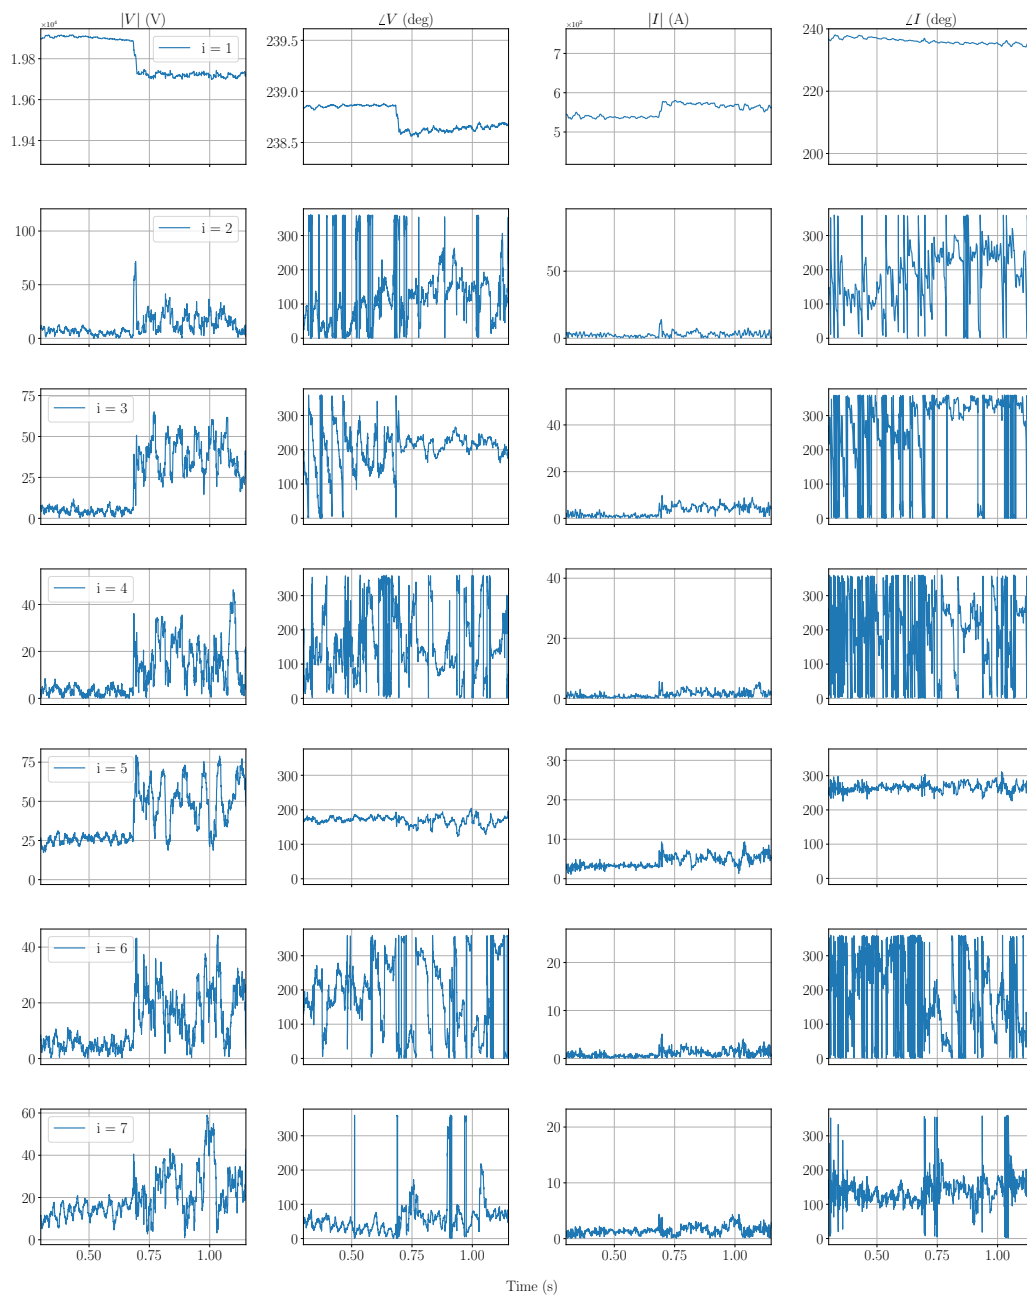 |V| (V) ∠V (deg) |I| (A) ∠I (deg)
×10⁴ ×10²
1.98 1.96 1.94 i = 1
239.5 239.0 238.5
7 6 5
240 220 200
100 50 0 i = 2
300 200 100 0
50 0
300 200 100 0
75 50 25 0 i = 3
300 200 100 0
40 20 0
300 200 100 0
40 20 0 i = 4
300 200 100 0
40 20 0
300 200 100 0
75 50 25 0 i = 5
300 200 100 0
30 20 10 0
300 200 100 0
40 20 0 i = 6
300 200 100 0
20 10 0
300 200 100 0
60 40 20 0 i = 7
300 200 100 0
20 10 0
300 200 100 0
0.50 0.75 1.00 0.50 0.75 1.00 0.50 0.75 1.00 0.50 0.75 1.00
Time (s)